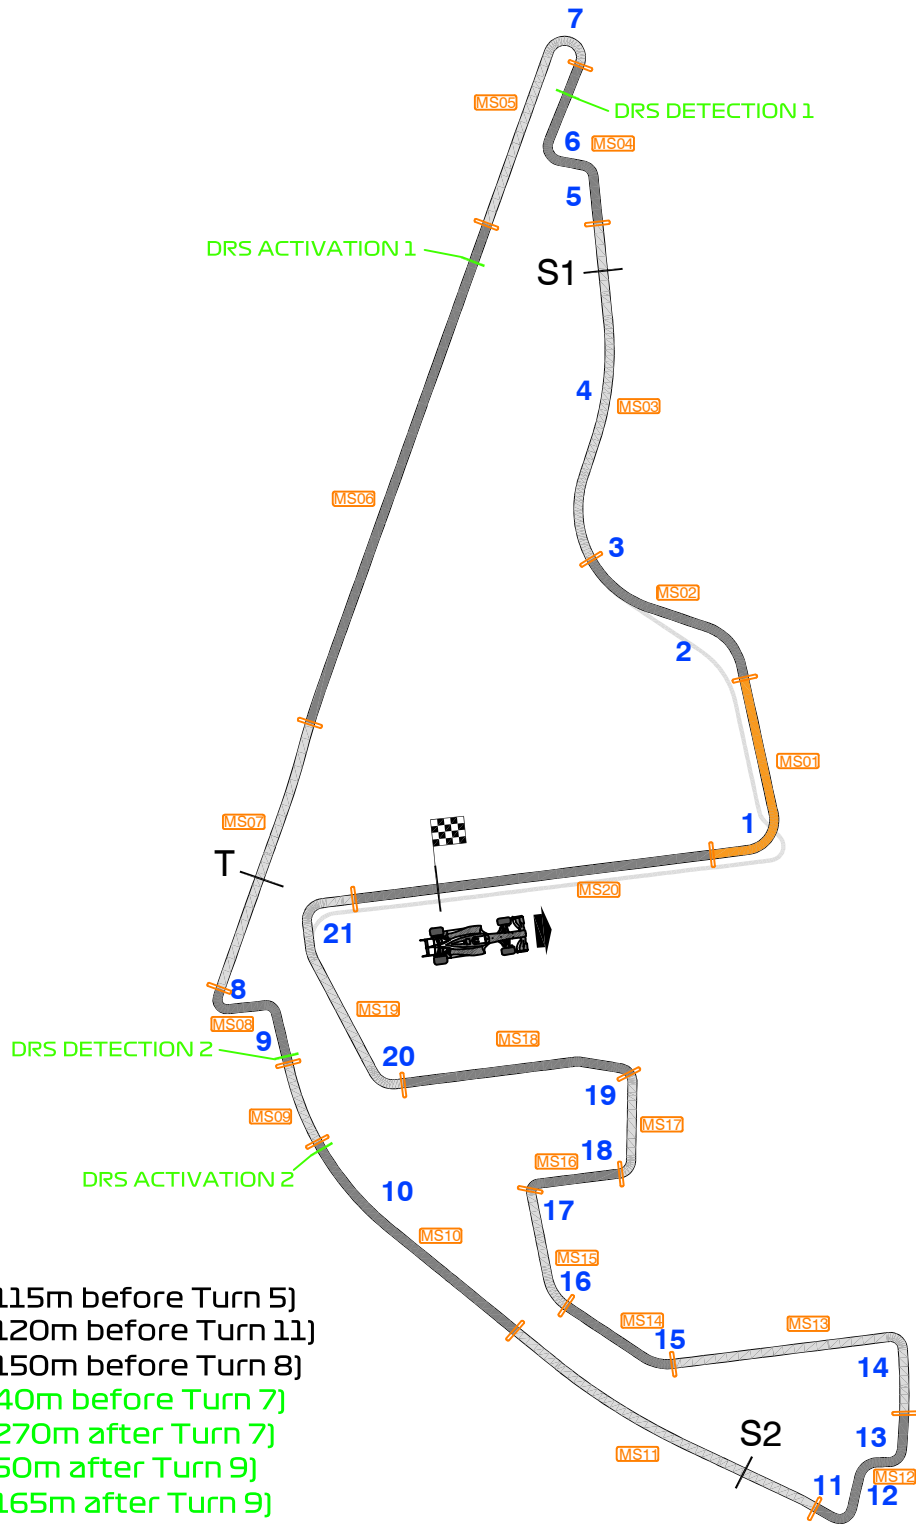 7
MS05
DRS DETECTION 1
6
MS04
5
DRS ACTIVATION 1
S1
4
MS03
MS06
3
MS02
2
MS01
1
MS07
T
MS20
21
8
MS19
MS08
9
MS18
DRS DETECTION 2
20
19
MS09
MS17
18
MS16
DRS ACTIVATION 2
10
17
MS10
MS15
16
115m before Turn 5)
MS14
MS13
120m before Turn 11)
15
14
150m before Turn 8)
40m before Turn 7)
270m after Turn 7)
S2
13
MS11
50m after Turn 9)
MS12
11
12
165m after Turn 9)